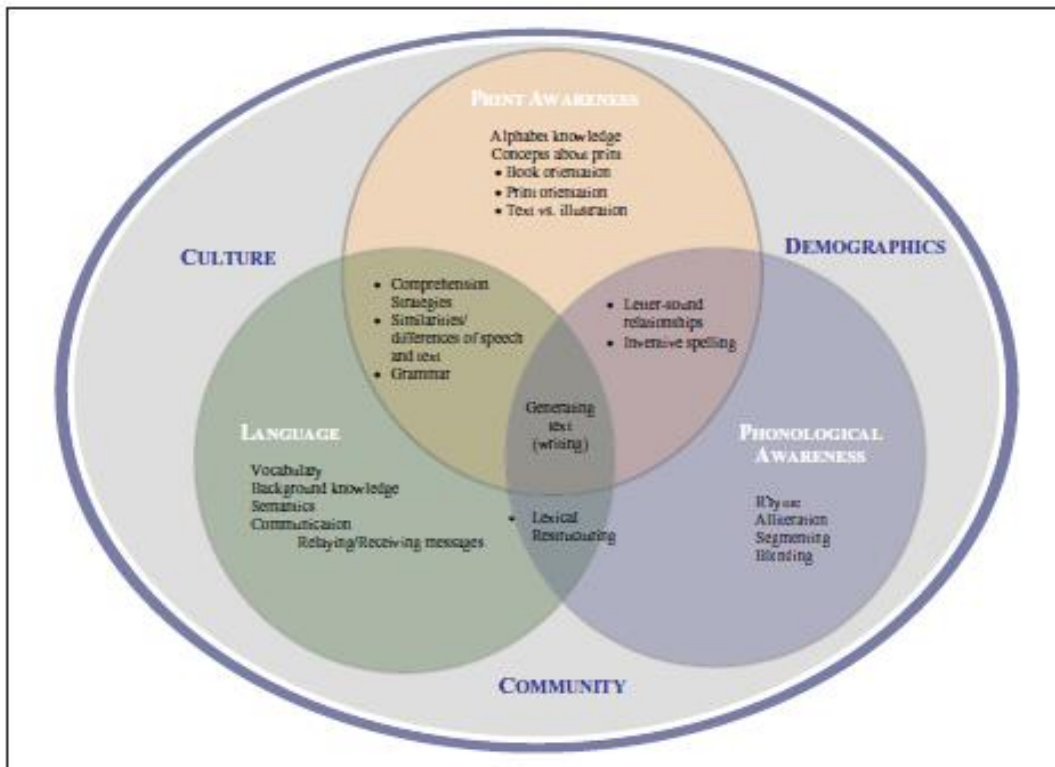 PRINT AWARENESS
Alphabet knowledge
Concepts about print
• Book orientation
• Print orientation
• Text vs. illustration
CULTURE
DEMOGRAPHICS
• Comprehension
Strategies
• Similarities/
differences of speech
and text
• Grammar
• Letter-sound
relationships
• Inventive spelling
Generating
text
(writing)
LANGUAGE
Vocabulary
Background knowledge
Semantics
Communication
Relaying/Receiving messages
• Lexical
Restructuring
PHONOLOGICAL
AWARENESS
Rhyme
Alliteration
Segmenting
Blending
COMMUNITY